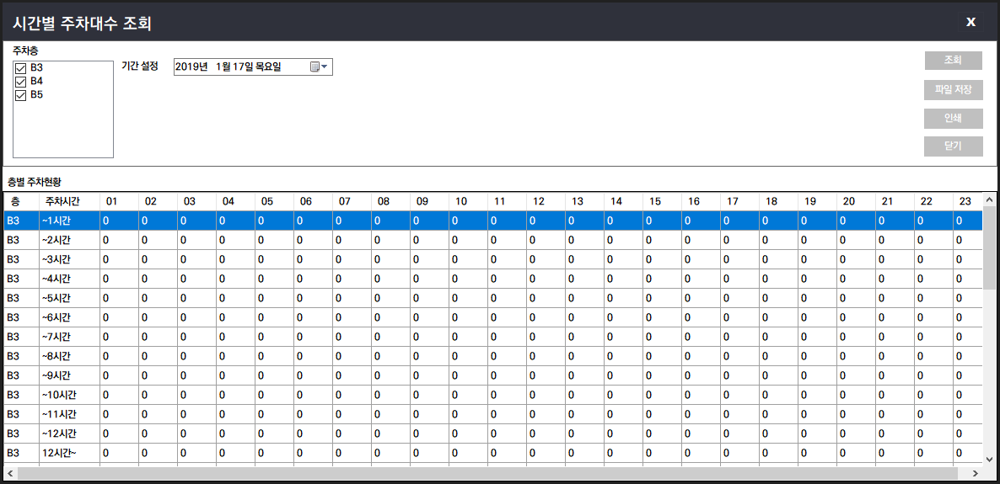 시간별 주차대수 조회 X
주차층
B3
B4
B5
기간 설정 2019년 1월 17일 목요일
조회
파일 저장
인쇄
닫기
층별 주차현황
층 주차시간 01 02 03 04 05 06 07 08 09 10 11 12 13 14 15 16 17 18 19 20 21 22 23
B3 ~1시간 0 0 0 0 0 0 0 0 0 0 0 0 0 0 0 0 0 0 0 0 0 0 0
B3 ~2시간 0 0 0 0 0 0 0 0 0 0 0 0 0 0 0 0 0 0 0 0 0 0 0
B3 ~3시간 0 0 0 0 0 0 0 0 0 0 0 0 0 0 0 0 0 0 0 0 0 0 0
B3 ~4시간 0 0 0 0 0 0 0 0 0 0 0 0 0 0 0 0 0 0 0 0 0 0 0
B3 ~5시간 0 0 0 0 0 0 0 0 0 0 0 0 0 0 0 0 0 0 0 0 0 0 0
B3 ~6시간 0 0 0 0 0 0 0 0 0 0 0 0 0 0 0 0 0 0 0 0 0 0 0
B3 ~7시간 0 0 0 0 0 0 0 0 0 0 0 0 0 0 0 0 0 0 0 0 0 0 0
B3 ~8시간 0 0 0 0 0 0 0 0 0 0 0 0 0 0 0 0 0 0 0 0 0 0 0
B3 ~9시간 0 0 0 0 0 0 0 0 0 0 0 0 0 0 0 0 0 0 0 0 0 0 0
B3 ~10시간 0 0 0 0 0 0 0 0 0 0 0 0 0 0 0 0 0 0 0 0 0 0 0
B3 ~11시간 0 0 0 0 0 0 0 0 0 0 0 0 0 0 0 0 0 0 0 0 0 0 0
B3 ~12시간 0 0 0 0 0 0 0 0 0 0 0 0 0 0 0 0 0 0 0 0 0 0 0
B3 12시간~ 0 0 0 0 0 0 0 0 0 0 0 0 0 0 0 0 0 0 0 0 0 0 0